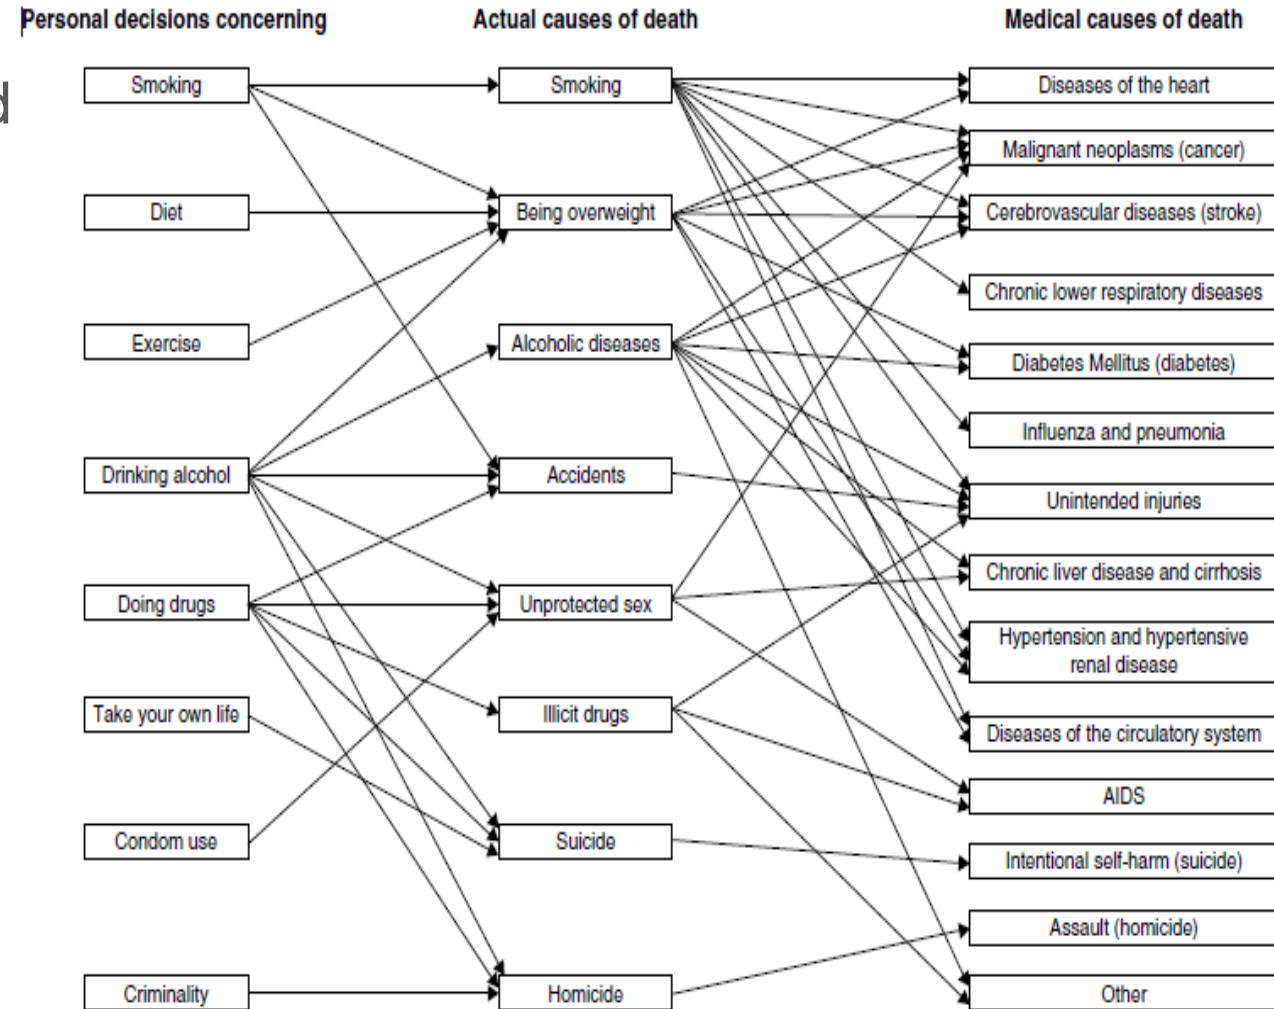 Personal decisions concerning
Actual causes of death
Medical causes of death
d
Smoking
Diet
Exercise
Drinking alcohol
Doing drugs
Take your own life
Condom use
Criminality
Smoking
Being overweight
Alcoholic diseases
Accidents
Unprotected sex
Illicit drugs
Suicide
Homicide
Diseases of the heart
Malignant neoplasms (cancer)
Cerebrovascular diseases (stroke)
Chronic lower respiratory diseases
Diabetes Mellitus (diabetes)
Influenza and pneumonia
Unintended injuries
Chronic liver disease and cirrhosis
Hypertension and hypertensive
renal disease
Diseases of the circulatory system
AIDS
Intentional self-harm (suicide)
Assault (homicide)
Other